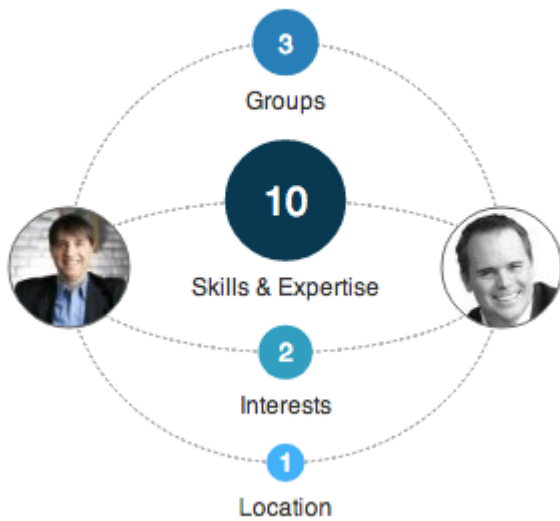 3
Groups
10
Skills & Expertise
2
Interests
1
Location